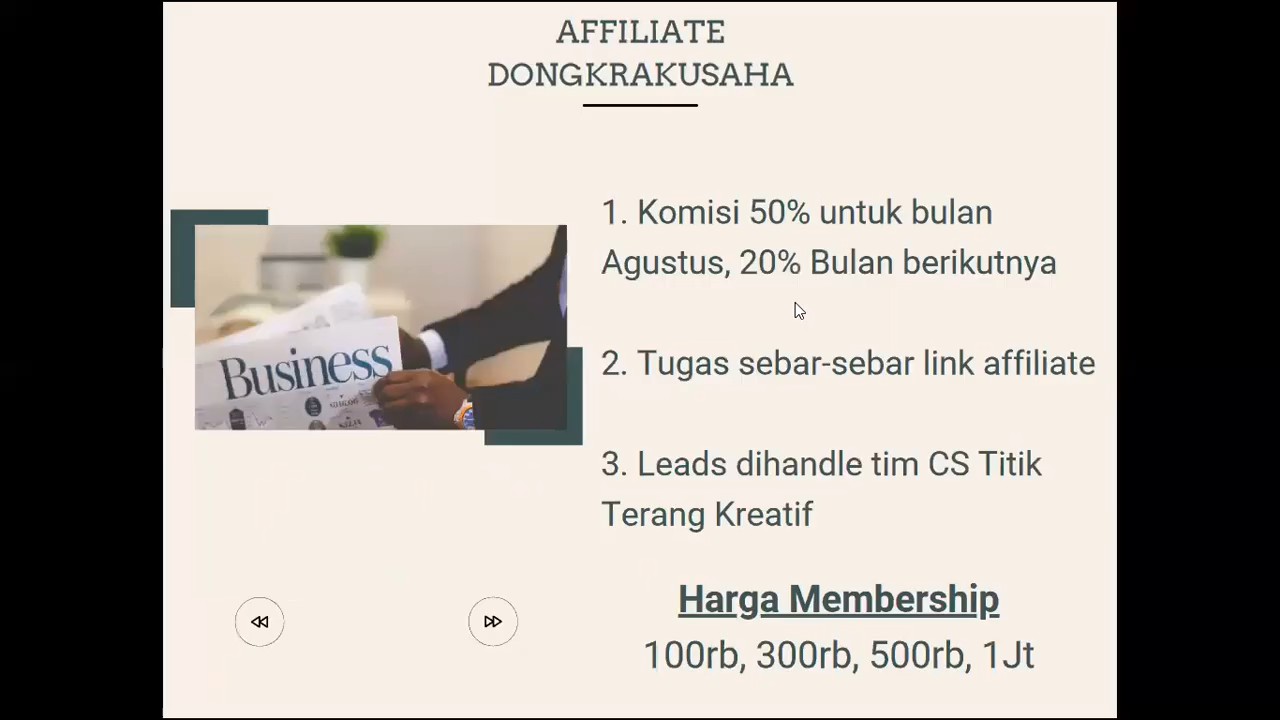 AFFILIATE
DONGKRAKUSAHA
1. Komisi 50% untuk bulan
Agustus, 20% Bulan berikutnya
2. Tugas sebar-sebar link affiliate
3. Leads dihandle tim CS Titik
Terang Kreatif
Business
Harga Membership
100rb, 300rb, 500rb, 1Jt